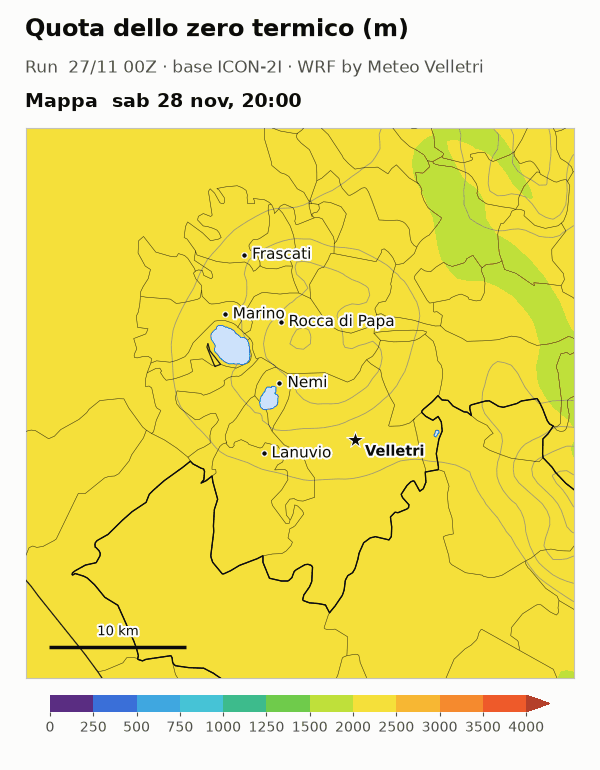 Quota dello zero termico (m)
Run  27/11 00Z · base ICON-2I · WRF by Meteo Velletri
Mappa  sab 28 nov, 20:00
Frascati
Marino
Rocca di Papa
Nemi
Velletri
Lanuvio
10 km
0 250 500 750 1000 1250 1500 2000 2500 3000 3500 4000